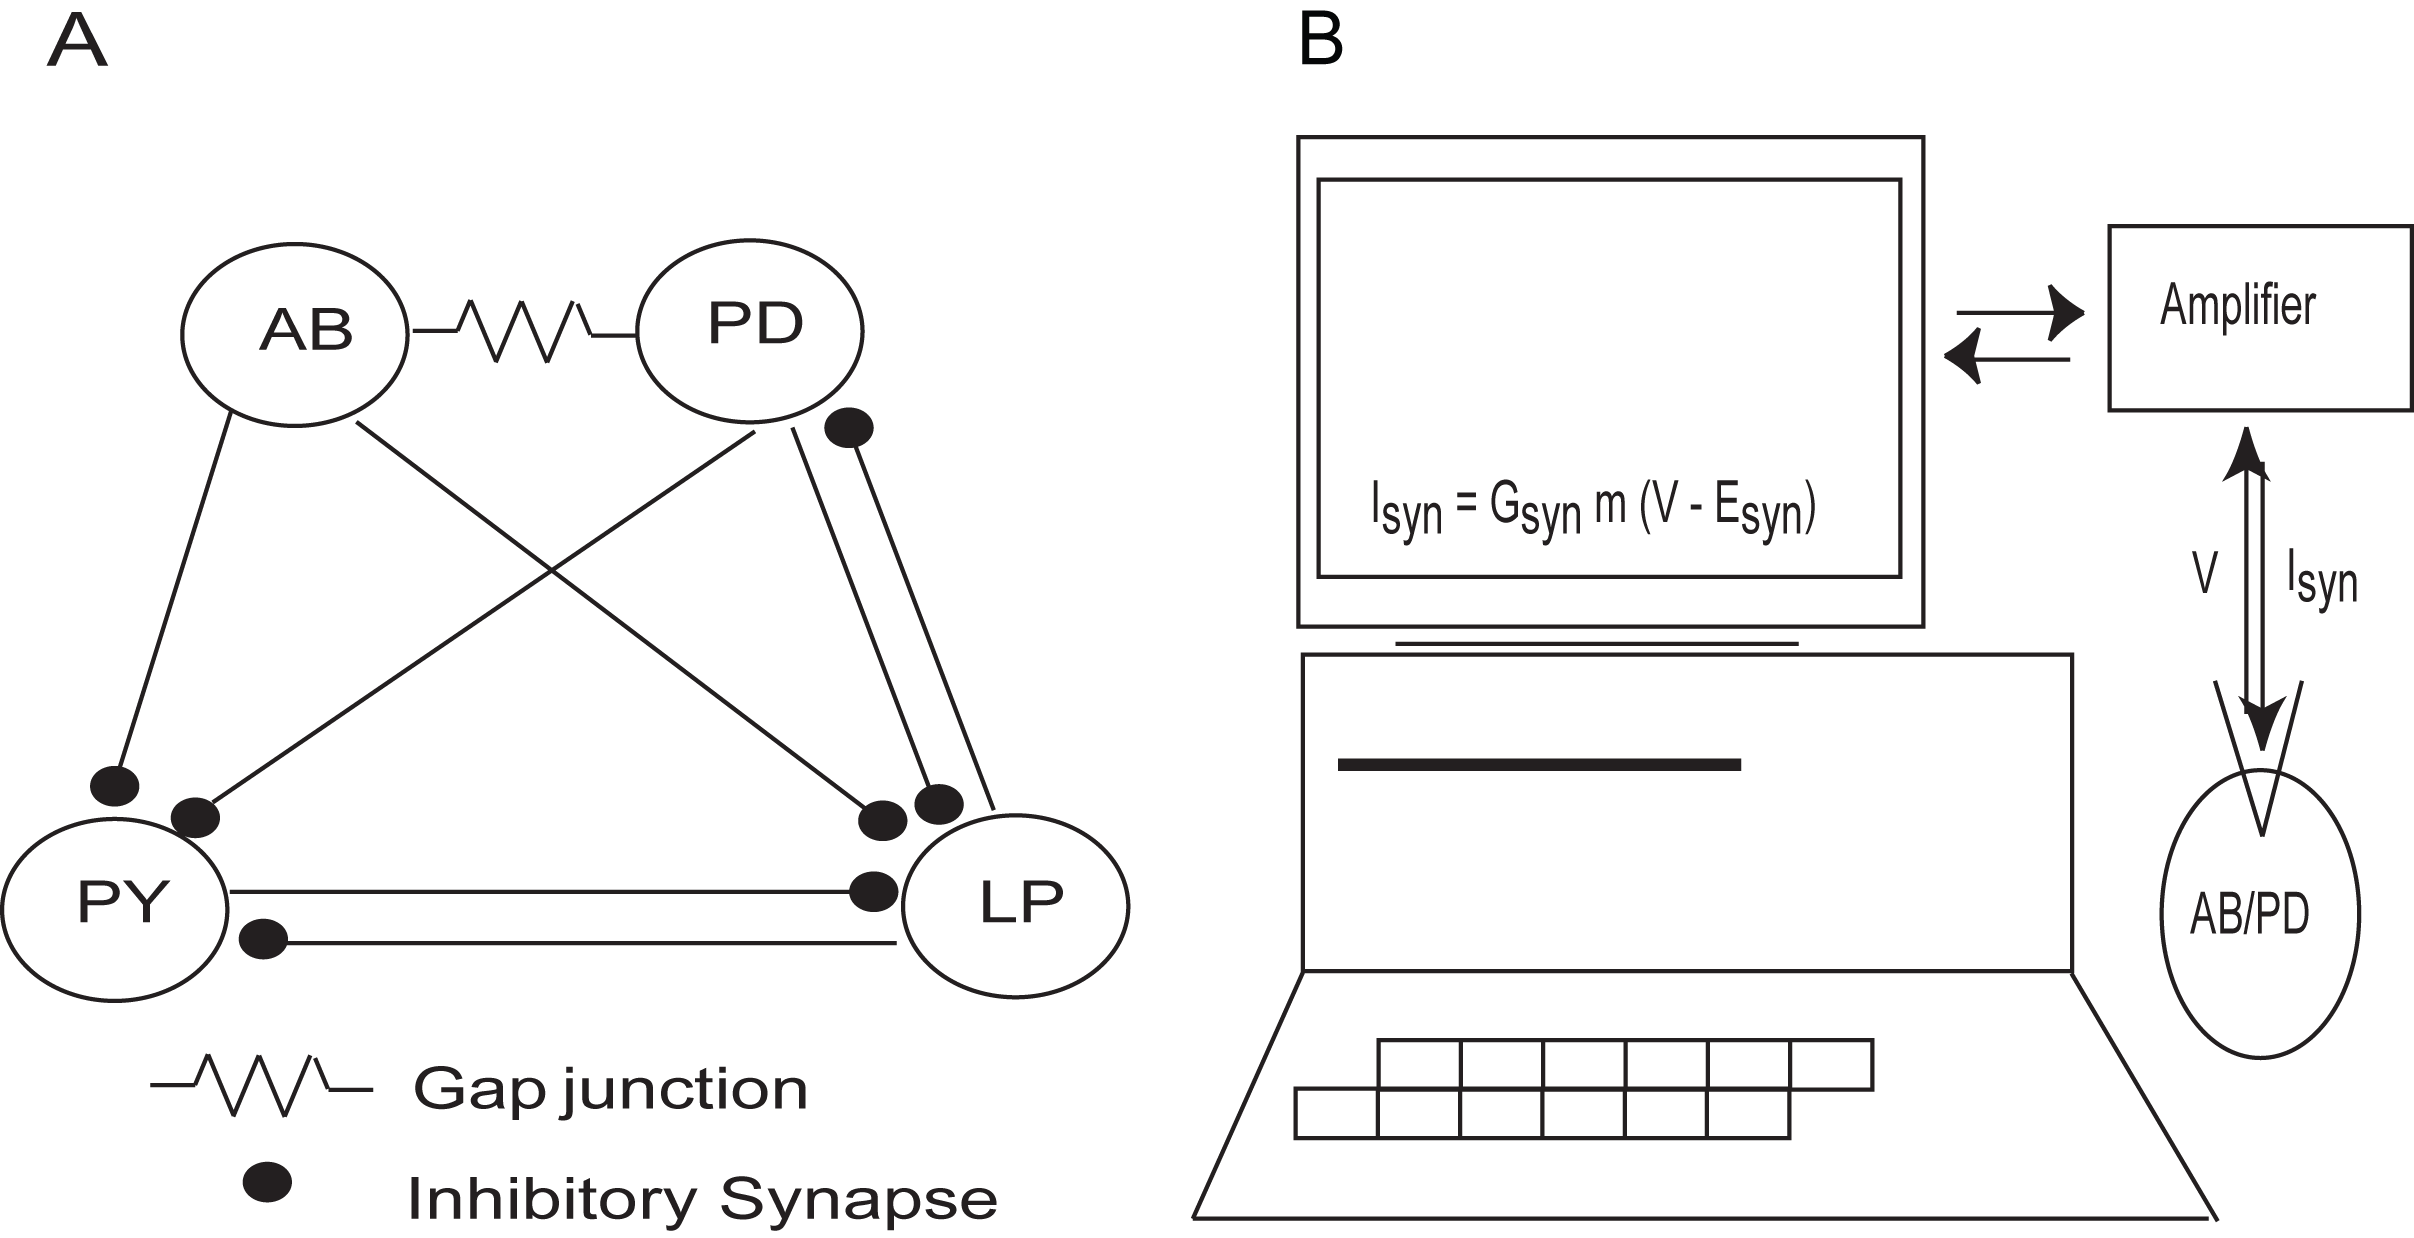 A
AB
PD
PY
LP
Gap junction
Inhibitory Synapse
B
Isyn = Gsyn m (V - Esyn)
Amplifier
V
Isyn
AB/PD